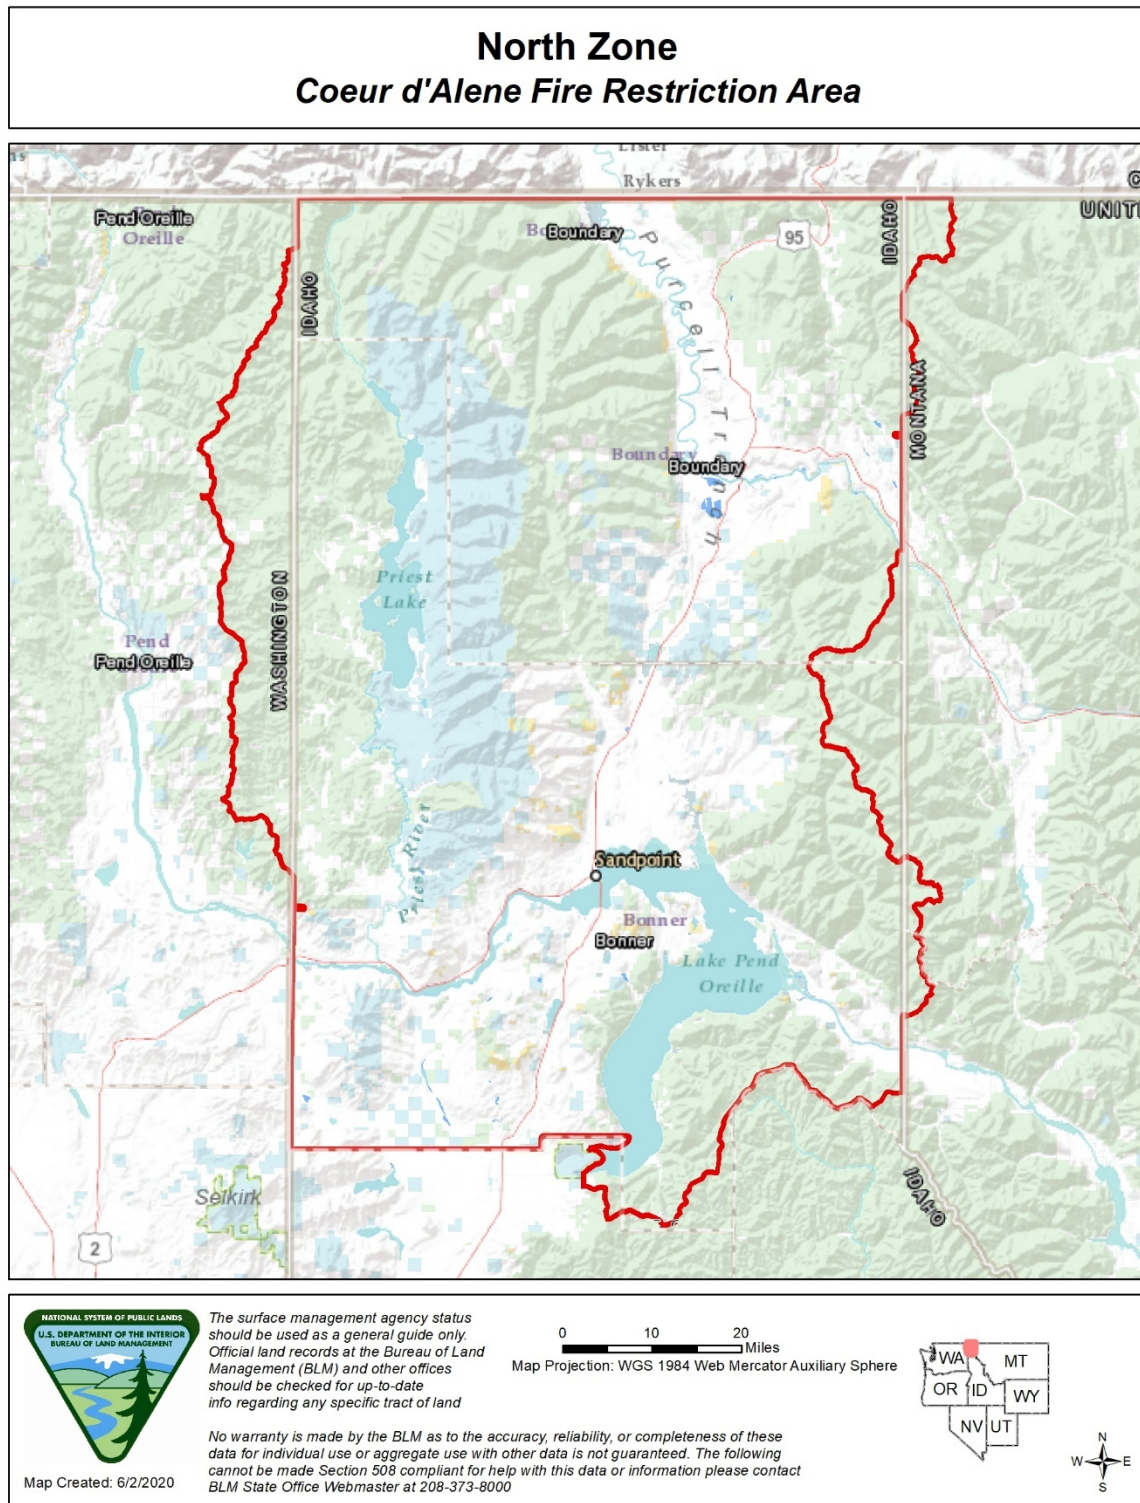 North Zone
Coeur d'Alene Fire Restriction Area
Lister
Rykers
UNIT
Pend Oreille
Oreille
Boundary
95
IDAHO
IDAHO
Purcell Trench
MONTANA
Boundary
Boundary
Priest
Lake
WASHINGTON
Pend
Pend Oreille
Priest River
Sandpoint
Bonner
Bonner
Lake Pend
Oreille
Selkirk
IDAHO
2
NATIONAL SYSTEM OF PUBLIC LANDS
U.S. DEPARTMENT OF THE INTERIOR
BUREAU OF LAND MANAGEMENT
Map Created: 6/2/2020
The surface management agency status
should be used as a general guide only.
Official land records at the Bureau of Land
Management (BLM) and other offices
should be checked for up-to-date
info regarding any specific tract of land
No warranty is made by the BLM as to the accuracy, reliability, or completeness of these
data for individual use or aggregate use with other data is not guaranteed. The following
cannot be made Section 508 compliant for help with this data or information please contact
BLM State Office Webmaster at 208-373-8000
0 10 20
Miles
Map Projection: WGS 1984 Web Mercator Auxiliary Sphere
WA MT
OR ID WY
NV UT
N
W E
S